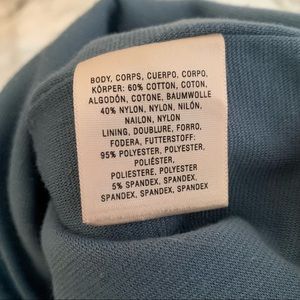 BODY, CORPS, CUERPO, CORPO,
KÖRPER: 60% COTTON, COTON,
ALGODÓN, COTONE, BAUMWOLLE
40% NYLON, NYLON, NILÓN,
NAILON, NYLON
LINING, DOUBLURE, FORRO,
FODERA, FUTTERSTOFF:
95% POLYESTER, POLYESTER,
POLIÉSTER,
POLIESTERE, POLYESTER
5% SPANDEX, SPANDEX
SPANDEX, SPANDEX, SPANDEX